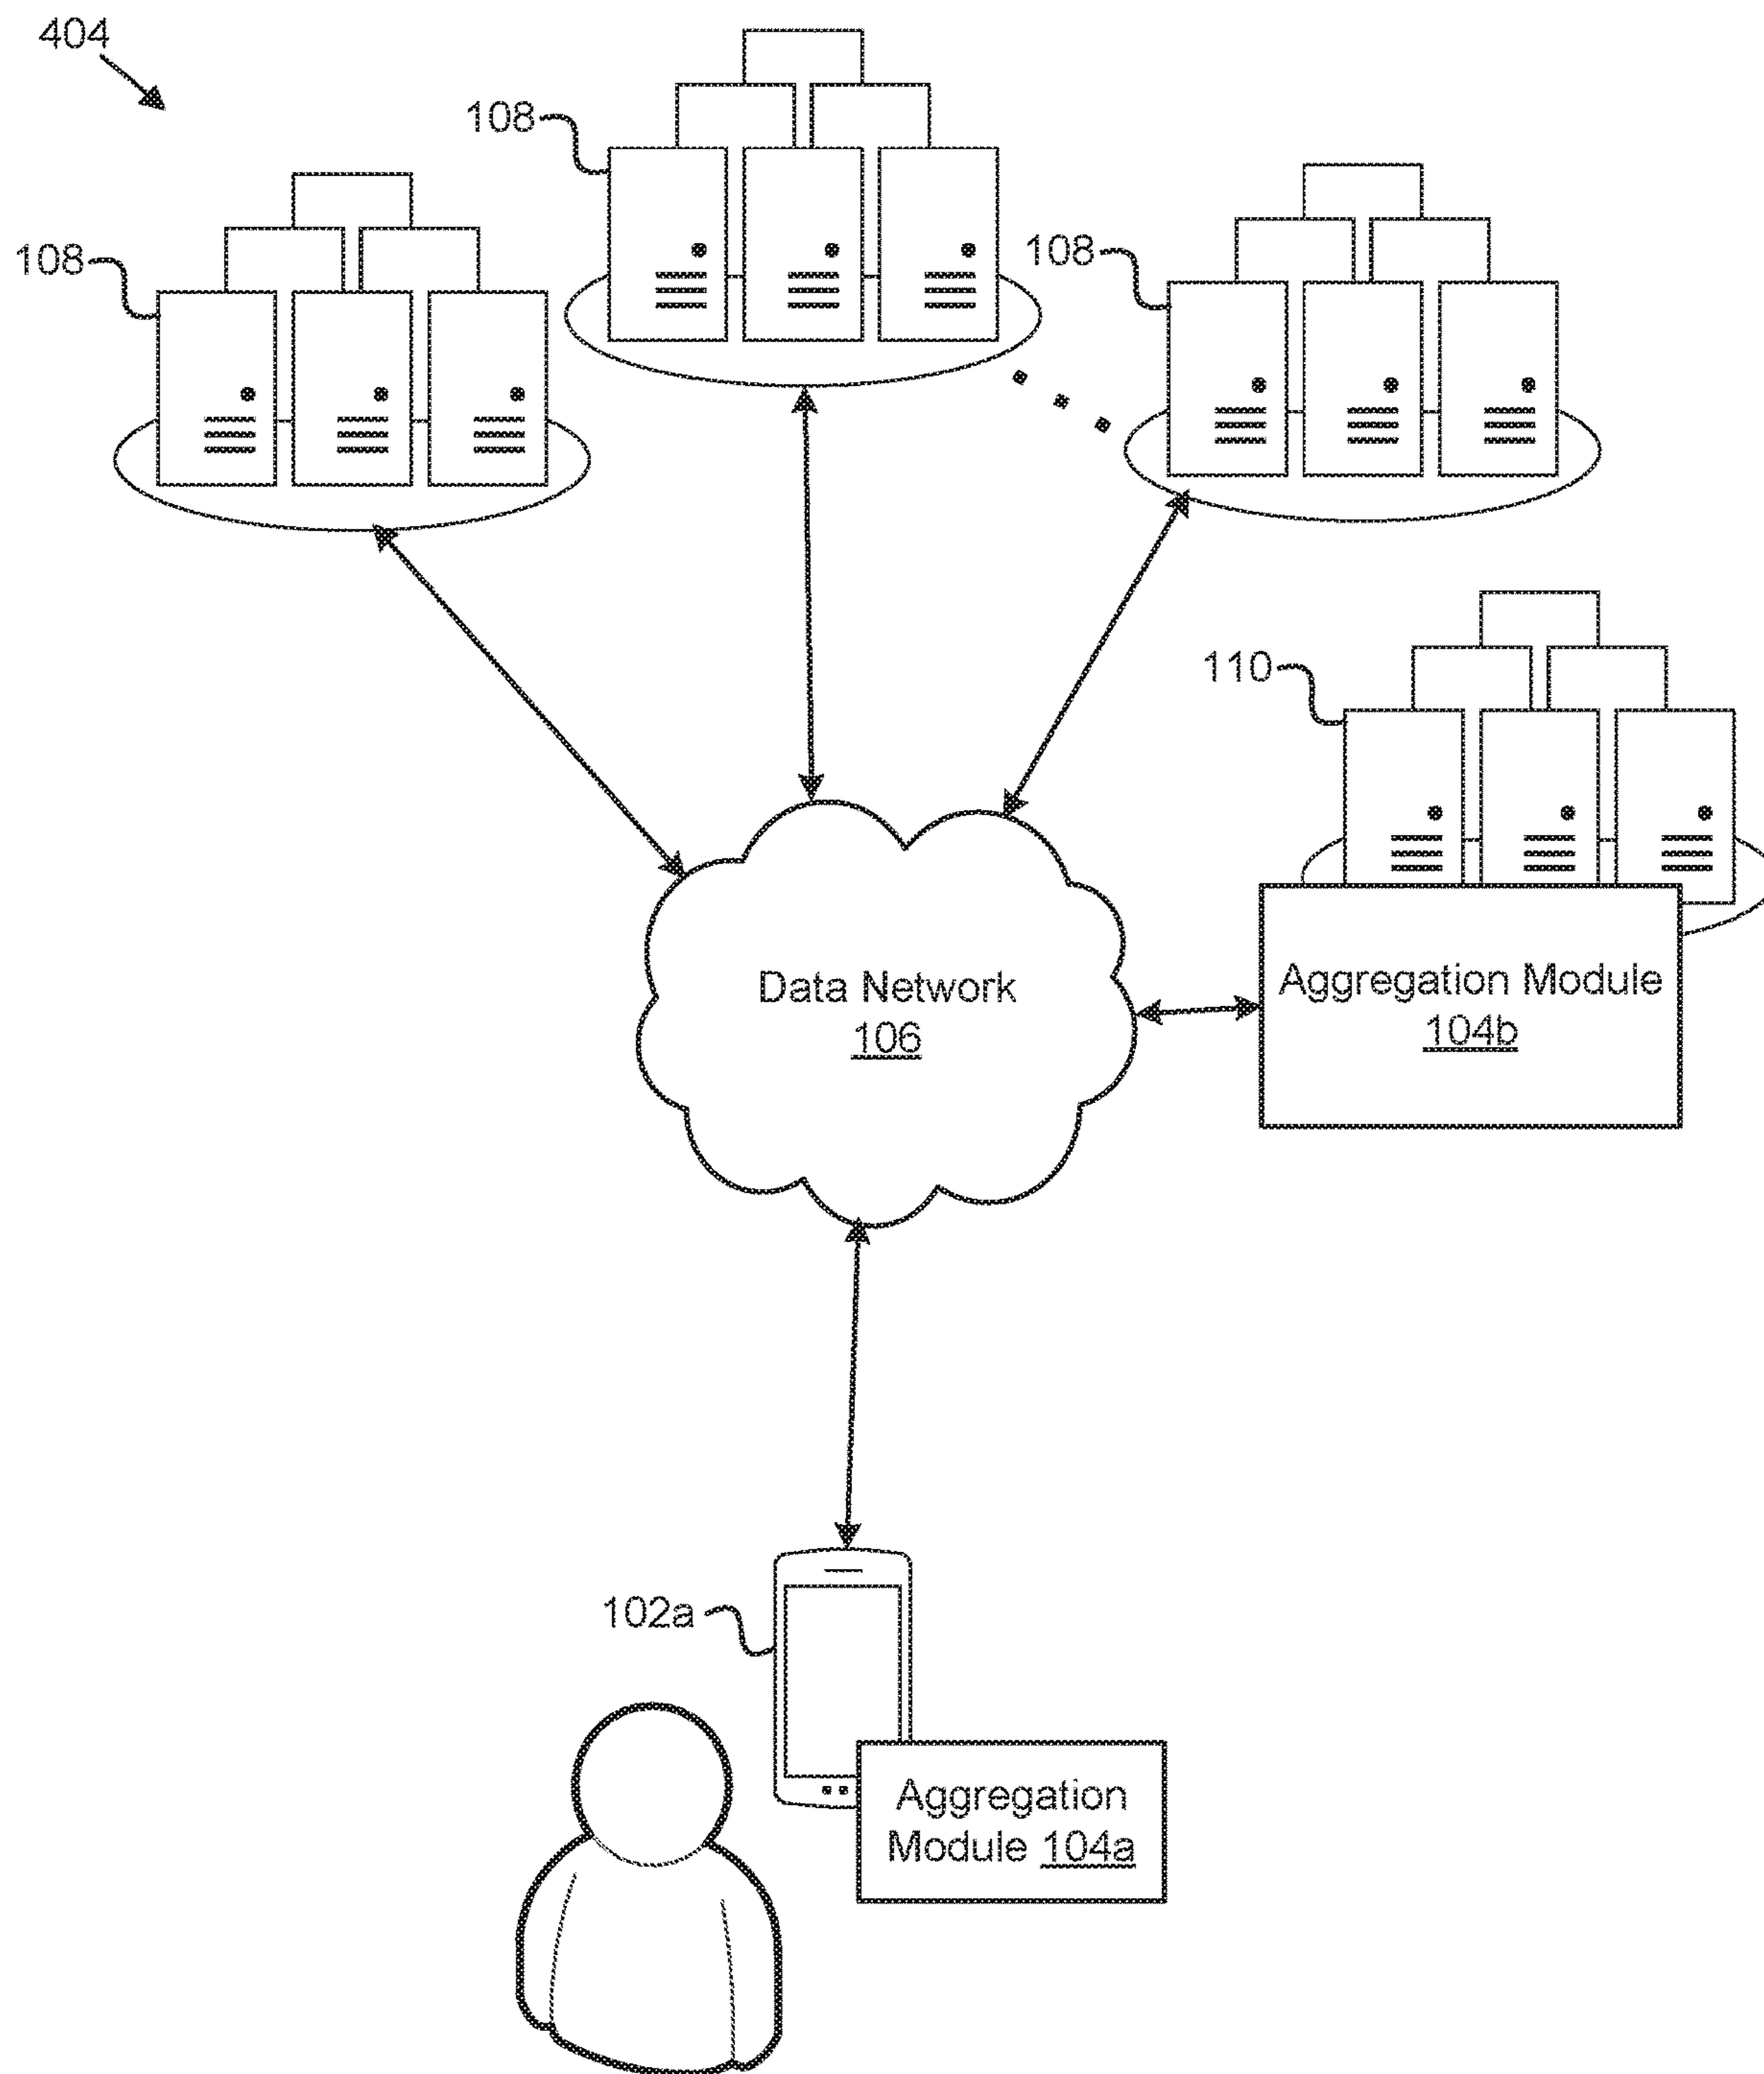 404
108
108
108
110
Data Network
106
Aggregation Module
104b
102a
Aggregation
Module 104a